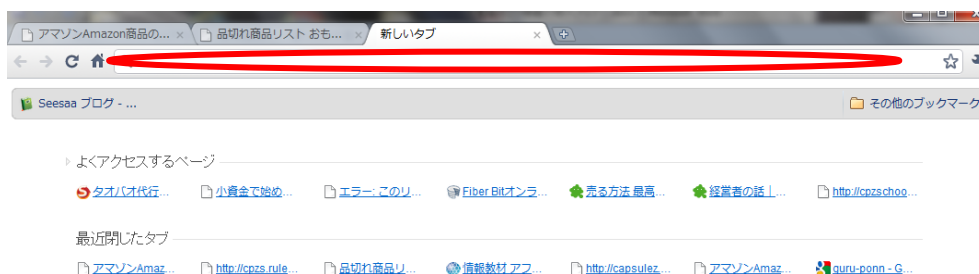 アマゾンAmazon商品の... 品切れ商品リスト おも... 新しいタブ
Seesaa ブログ - ... その他のブックマーク
よくアクセスするページ
タオバオ代行... 小資金で始め... エラー: このリ... Fiber Bitオンラ... 売る方法 最高... 経営者の話｜... http://cpzschoo...
最近閉じたタブ
アマゾンAmaz... http://cpzs.rule... 品切れ商品リ... 情報教材 アフ... http://capsulez... アマゾンAmaz... guru-ponn - G...